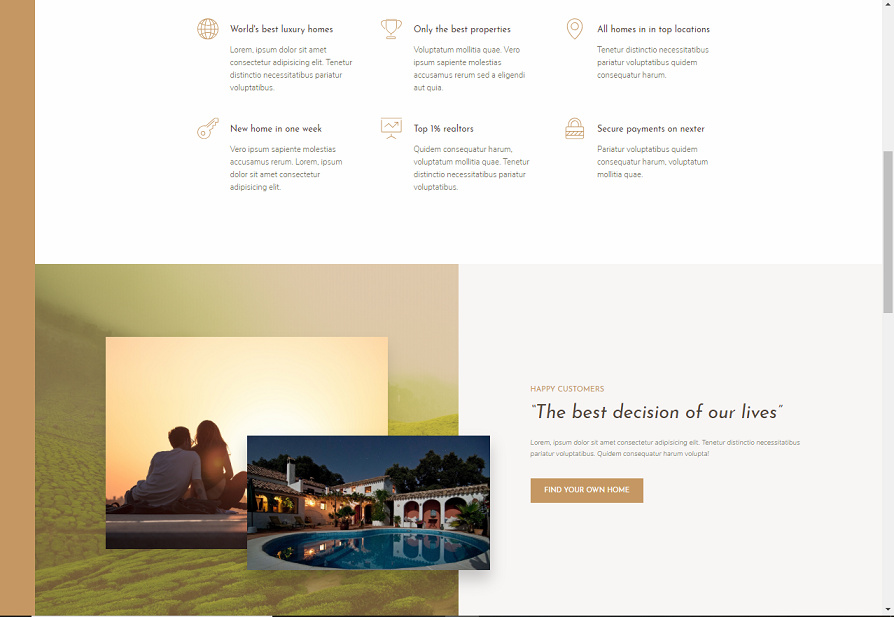 World's best luxury homes
Lorem, ipsum dolor sit amet
consectetur adipisicing elit. Tenetur
distinctio necessitatibus pariatur
voluptatibus.
Only the best properties
Voluptatum mollitia quae. Vero
ipsum sapiente molestias
accusamus rerum sed a eligendi
aut quia.
All homes in in top locations
Tenetur distinctio necessitatibus
pariatur voluptatibus quidem
consequatur harum.
New home in one week
Vero ipsum sapiente molestias
accusamus rerum. Lorem, ipsum
dolor sit amet consectetur
adipisicing elit.
Top 1% realtors
Quidem consequatur harum,
voluptatum mollitia quae. Tenetur
distinctio necessitatibus pariatur
voluptatibus.
Secure payments on nexter
Pariatur voluptatibus quidem
consequatur harum, voluptatum
mollitia quae.
HAPPY CUSTOMERS
“The best decision of our lives”
Lorem, ipsum dolor sit amet consectetur adipisicing elit. Tenetur distinctio necessitatibus
pariatur voluptatibus. Quidem consequatur harum volupta!
FIND YOUR OWN HOME